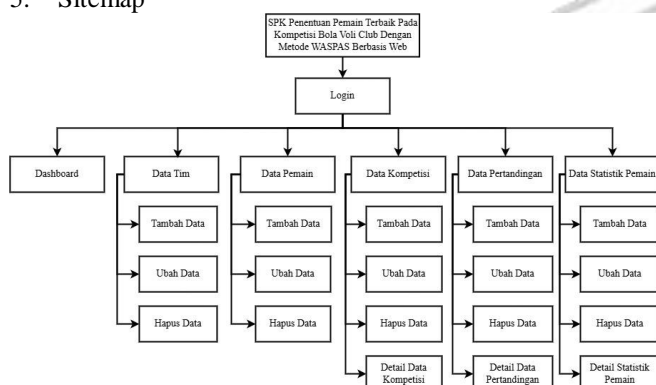 5. Sitemap
SPK Penentuan Pemain Terbaik Pada
Kompetisi Bola Voli Club Dengan
Metode WASPAS Berbasis Web
Login
Dashboard
Data Tim
Data Pemain
Data Kompetisi
Data Pertandingan
Data Statistik Pemain
Tambah Data
Tambah Data
Tambah Data
Tambah Data
Tambah Data
Ubah Data
Ubah Data
Ubah Data
Ubah Data
Ubah Data
Hapus Data
Hapus Data
Hapus Data
Hapus Data
Hapus Data
Detail Data
Kompetisi
Detail Data
Pertandingan
Detail Statistik
Pemain